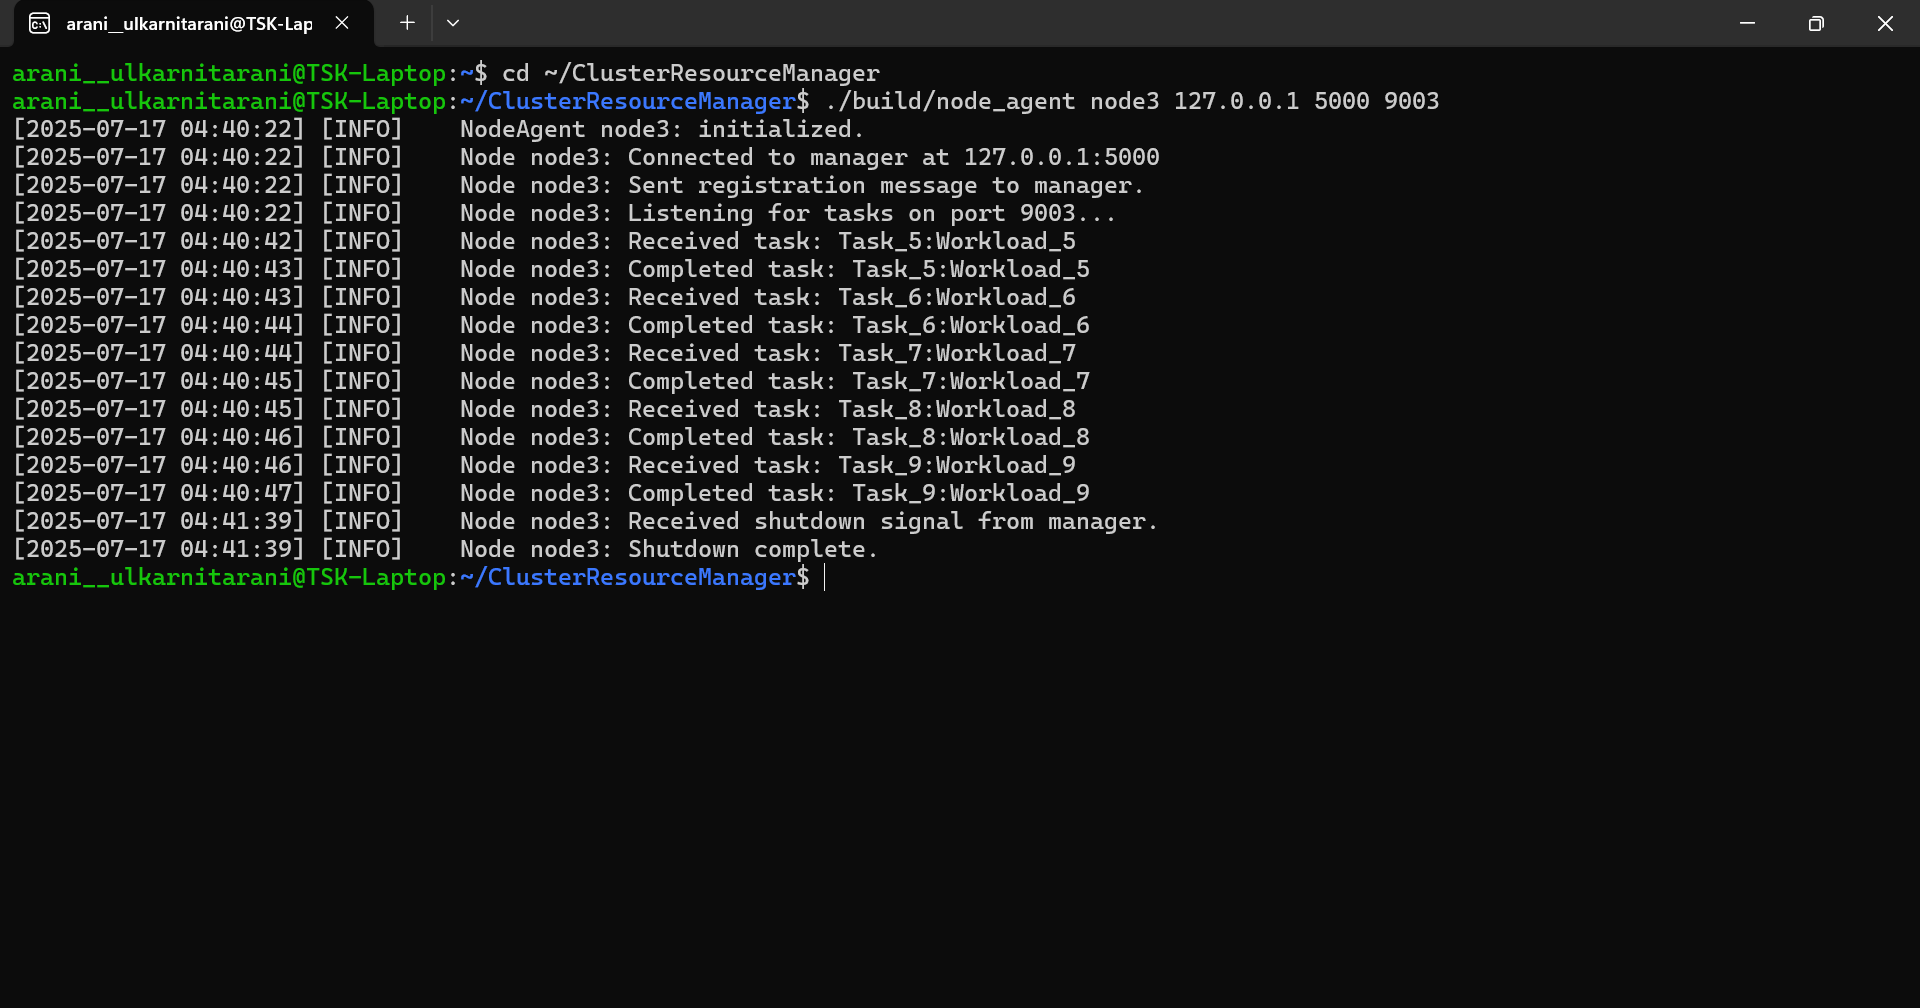 arani__ulkarnitarani@TSK-Lap
arani__ulkarnitarani@TSK-Laptop:~$ cd ~/ClusterResourceManager
arani__ulkarnitarani@TSK-Laptop:~/ClusterResourceManager$ ./build/node_agent node3 127.0.0.1 5000 9003
[2025-07-17 04:40:22] [INFO]    NodeAgent node3: initialized.
[2025-07-17 04:40:22] [INFO]    Node node3: Connected to manager at 127.0.0.1:5000
[2025-07-17 04:40:22] [INFO]    Node node3: Sent registration message to manager.
[2025-07-17 04:40:22] [INFO]    Node node3: Listening for tasks on port 9003...
[2025-07-17 04:40:42] [INFO]    Node node3: Received task: Task_5:Workload_5
[2025-07-17 04:40:43] [INFO]    Node node3: Completed task: Task_5:Workload_5
[2025-07-17 04:40:43] [INFO]    Node node3: Received task: Task_6:Workload_6
[2025-07-17 04:40:44] [INFO]    Node node3: Completed task: Task_6:Workload_6
[2025-07-17 04:40:44] [INFO]    Node node3: Received task: Task_7:Workload_7
[2025-07-17 04:40:45] [INFO]    Node node3: Completed task: Task_7:Workload_7
[2025-07-17 04:40:45] [INFO]    Node node3: Received task: Task_8:Workload_8
[2025-07-17 04:40:46] [INFO]    Node node3: Completed task: Task_8:Workload_8
[2025-07-17 04:40:46] [INFO]    Node node3: Received task: Task_9:Workload_9
[2025-07-17 04:40:47] [INFO]    Node node3: Completed task: Task_9:Workload_9
[2025-07-17 04:41:39] [INFO]    Node node3: Received shutdown signal from manager.
[2025-07-17 04:41:39] [INFO]    Node node3: Shutdown complete.
arani__ulkarnitarani@TSK-Laptop:~/ClusterResourceManager$